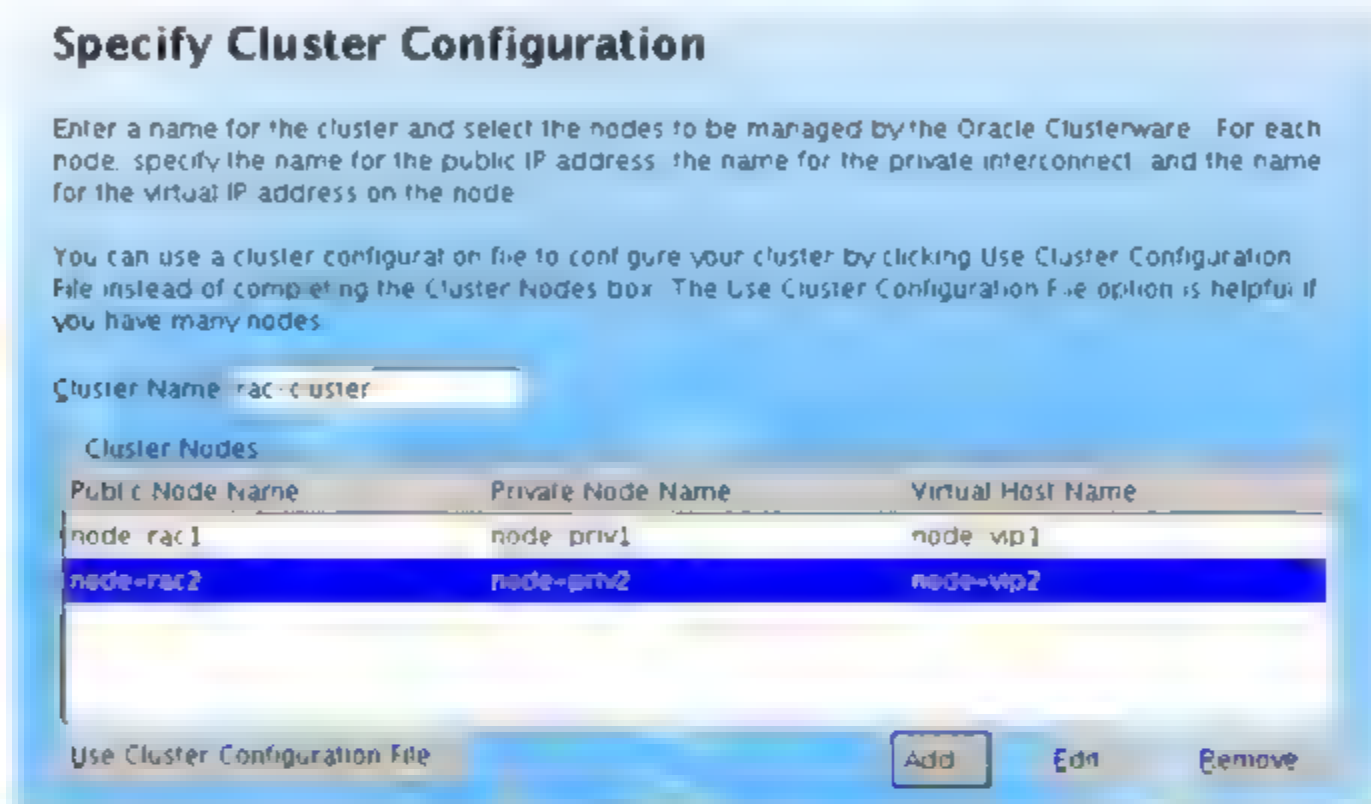 Specify Cluster Configuration
Enter a name for the cluster and select the nodes to be managed by the Oracle Clusterware. For each
node, specify the name for the public IP address, the name for the private interconnect, and the name
for the virtual IP address on the node.
You can use a cluster configuration file to configure your cluster by clicking Use Cluster Configuration
File instead of completing the Cluster Nodes box. The Use Cluster Configuration File option is helpful if
you have many nodes.
Cluster Name rac-cluster
Cluster Nodes
Public Node Name Private Node Name Virtual Host Name
node-rac1 node-priv1 node-vip1
node-rac2 node-priv2 node-vip2
Use Cluster Configuration File Add Edit Remove